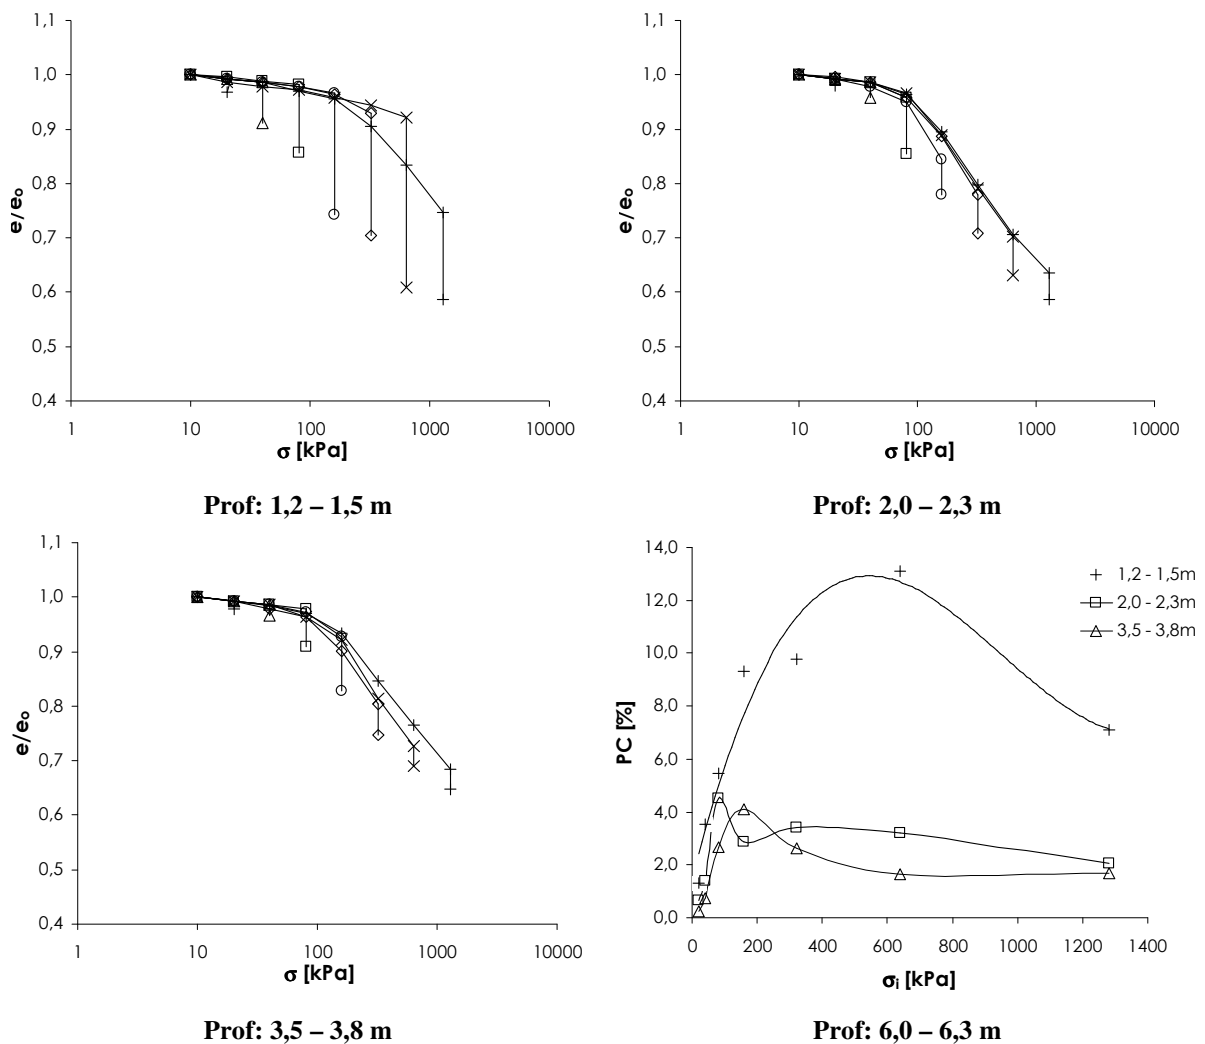 1,1
1,0
0,9
0,8
0,7
0,6
0,5
0,4
e/eo
1 10 100 1000 10000
σ [kPa]
Prof: 1,2 – 1,5 m
1,1
1,0
0,9
0,8
0,7
0,6
0,5
0,4
e/eo
1 10 100 1000 10000
σ [kPa]
Prof: 2,0 – 2,3 m
1,1
1,0
0,9
0,8
0,7
0,6
0,5
0,4
e/eo
1 10 100 1000 10000
σ [kPa]
Prof: 3,5 – 3,8 m
14,0
12,0
10,0
8,0
6,0
4,0
2,0
0,0
PC [%]
1,2 - 1,5m
2,0 - 2,3m
3,5 - 3,8m
0 200 400 600 800 1000 1200 1400
σi [kPa]
Prof: 6,0 – 6,3 m